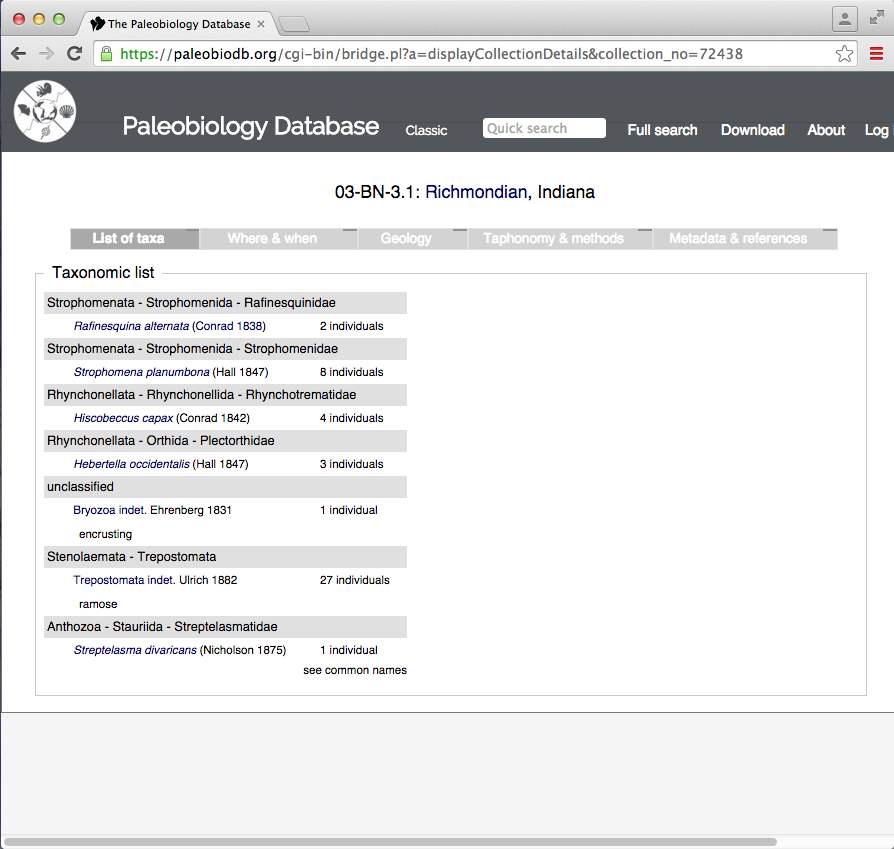 The Paleobiology Database
https://paleobiodb.org/cgi-bin/bridge.pl?a=displayCollectionDetails&collection_no=72438
Paleobiology Database Classic Quick search Full search Download About Log
03-BN-3.1: Richmondian, Indiana
List of taxa Where & when Geology Taphonomy & methods Metadata & references
Taxonomic list
Strophomenata - Strophomenida - Rafinesquinidae
Rafinesquina alternata (Conrad 1838) 2 individuals
Strophomenata - Strophomenida - Strophomenidae
Strophomena planumbona (Hall 1847) 8 individuals
Rhynchonellata - Rhynchonellida - Rhynchotrematidae
Hiscobeccus capax (Conrad 1842) 4 individuals
Rhynchonellata - Orthida - Plectorthidae
Hebertella occidentalis (Hall 1847) 3 individuals
unclassified
Bryozoa indet. Ehrenberg 1831 1 individual
encrusting
Stenolaemata - Trepostomata
Trepostomata indet. Ulrich 1882 27 individuals
ramose
Anthozoa - Stauriida - Streptelasmatidae
Streptelasma divaricans (Nicholson 1875) 1 individual
see common names